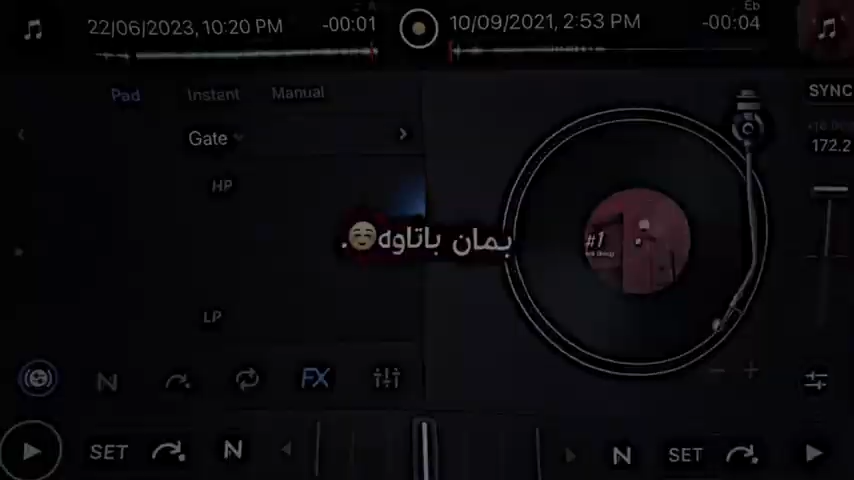 22/06/2023, 10:20 PM -00:01 10/09/2021, 2:53 PM -00:04
Eb
Pad Instant Manual
SYNC
172.2
Gate
HP
بمان باتاوه☺️.
#1
LP
FX
SET N N SET